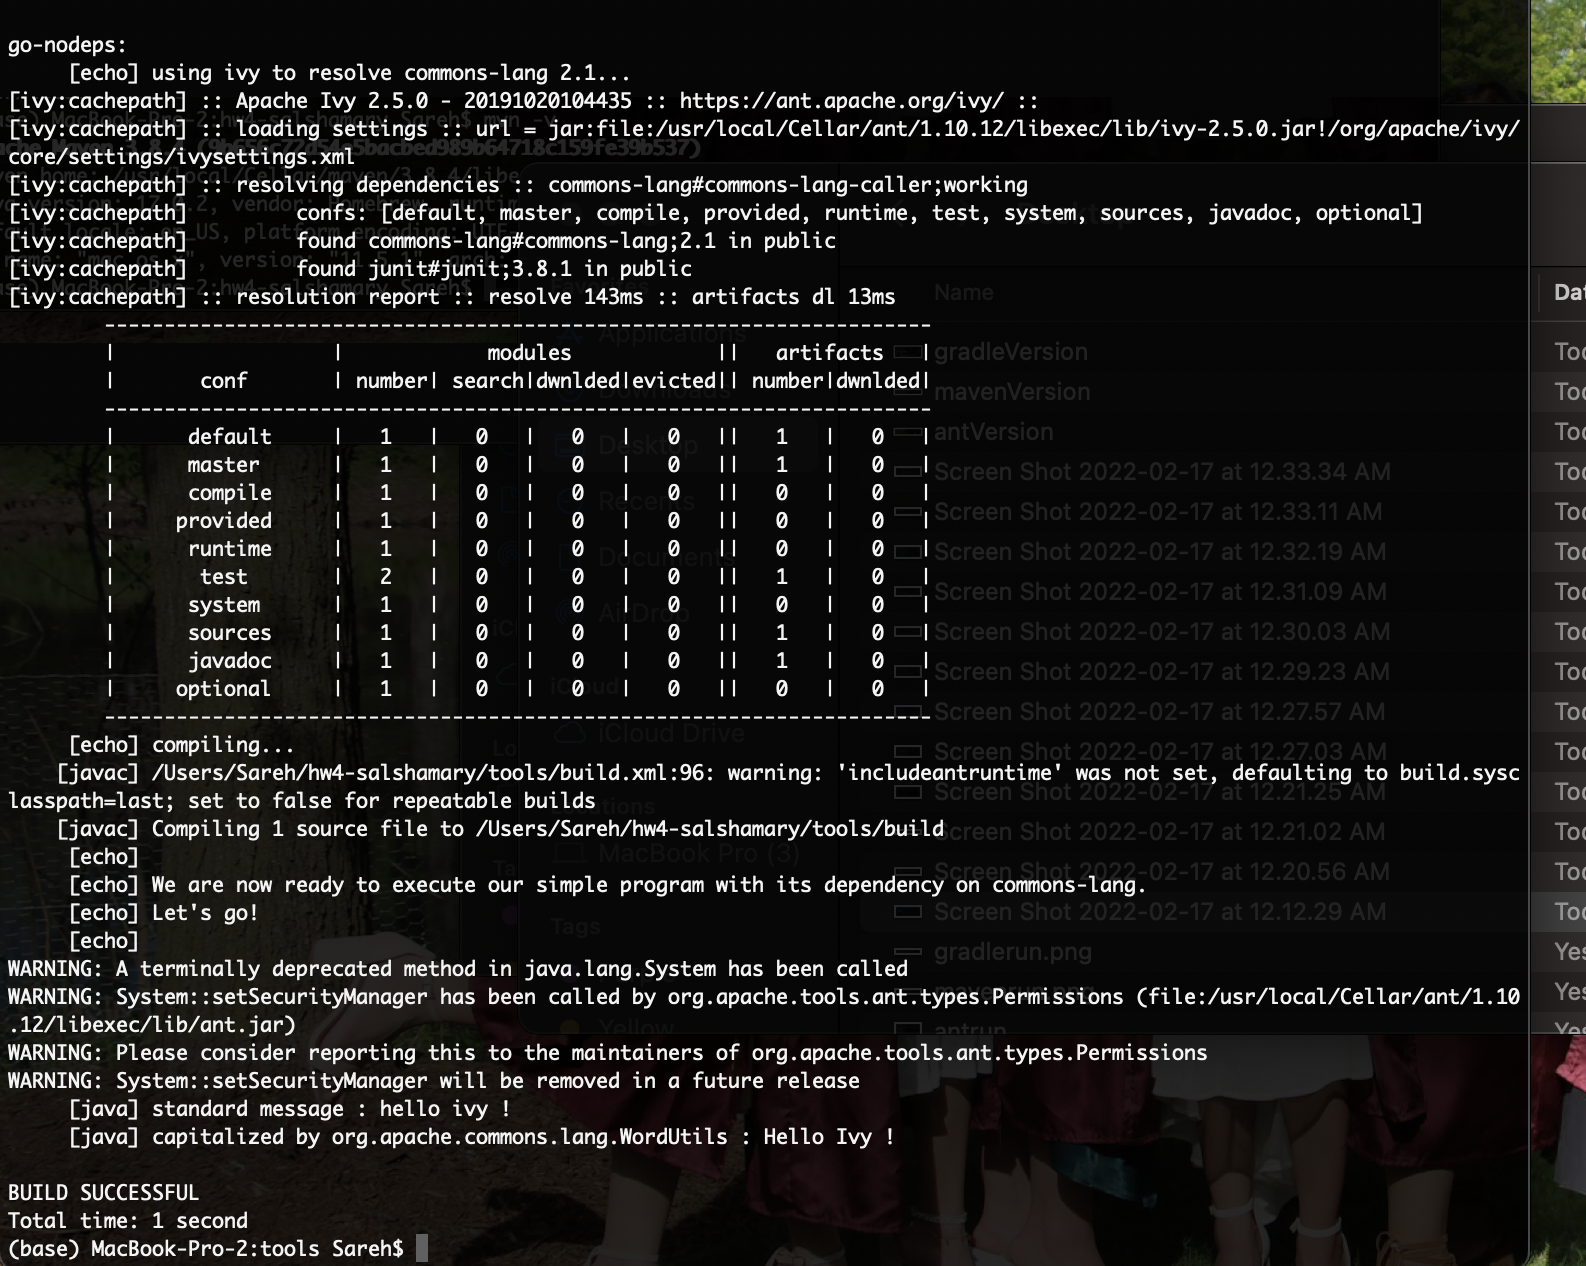 go-nodeps:
     [echo] using ivy to resolve commons-lang 2.1...
[ivy:cachepath] :: Apache Ivy 2.5.0 - 20191020104435 :: https://ant.apache.org/ivy/ ::
[ivy:cachepath] :: loading settings :: url = jar:file:/usr/local/Cellar/ant/1.10.12/libexec/lib/ivy-2.5.0.jar!/org/apache/ivy/
core/settings/ivysettings.xml
[ivy:cachepath] :: resolving dependencies :: commons-lang#commons-lang-caller;working
[ivy:cachepath]         confs: [default, master, compile, provided, runtime, test, system, sources, javadoc, optional]
[ivy:cachepath]         found commons-lang#commons-lang;2.1 in public
[ivy:cachepath]         found junit#junit;3.8.1 in public
[ivy:cachepath] :: resolution report :: resolve 143ms :: artifacts dl 13ms
        ---------------------------------------------------------------------
        |                  |            modules            ||   artifacts   |
        |       conf       | number| search|dwnlded|evicted|| number|dwnlded|
        ---------------------------------------------------------------------
        |      default     |   1   |   0   |   0   |   0   ||   1   |   0   |
        |      master      |   1   |   0   |   0   |   0   ||   1   |   0   |
        |      compile     |   1   |   0   |   0   |   0   ||   0   |   0   |
        |     provided     |   1   |   0   |   0   |   0   ||   0   |   0   |
        |      runtime     |   1   |   0   |   0   |   0   ||   0   |   0   |
        |       test       |   2   |   0   |   0   |   0   ||   1   |   0   |
        |      system      |   1   |   0   |   0   |   0   ||   0   |   0   |
        |      sources     |   1   |   0   |   0   |   0   ||   1   |   0   |
        |      javadoc     |   1   |   0   |   0   |   0   ||   1   |   0   |
        |     optional     |   1   |   0   |   0   |   0   ||   0   |   0   |
        ---------------------------------------------------------------------
     [echo] compiling...
    [javac] /Users/Sareh/hw4-salshamary/tools/build.xml:96: warning: 'includeantruntime' was not set, defaulting to build.sysc
lasspath=last; set to false for repeatable builds
    [javac] Compiling 1 source file to /Users/Sareh/hw4-salshamary/tools/build
     [echo]
     [echo] We are now ready to execute our simple program with its dependency on commons-lang.
     [echo] Let's go!
     [echo]
WARNING: A terminally deprecated method in java.lang.System has been called
WARNING: System::setSecurityManager has been called by org.apache.tools.ant.types.Permissions (file:/usr/local/Cellar/ant/1.10
.12/libexec/lib/ant.jar)
WARNING: Please consider reporting this to the maintainers of org.apache.tools.ant.types.Permissions
WARNING: System::setSecurityManager will be removed in a future release
     [java] standard message : hello ivy !
     [java] capitalized by org.apache.commons.lang.WordUtils : Hello Ivy !

BUILD SUCCESSFUL
Total time: 1 second
(base) MacBook-Pro-2:tools Sareh$
Favorites
Applications
Downloads
Desktop
Recents
Documents
AirDrop
iCloud
iCloud Drive
Locations
MacBook Pro (3)
Tags
Yellow
Name
gradleVersion
mavenVersion
antVersion
Screen Shot 2022-02-17 at 12.33.34 AM
Screen Shot 2022-02-17 at 12.33.11 AM
Screen Shot 2022-02-17 at 12.32.19 AM
Screen Shot 2022-02-17 at 12.31.09 AM
Screen Shot 2022-02-17 at 12.30.03 AM
Screen Shot 2022-02-17 at 12.29.23 AM
Screen Shot 2022-02-17 at 12.27.57 AM
Screen Shot 2022-02-17 at 12.27.03 AM
Screen Shot 2022-02-17 at 12.21.25 AM
Screen Shot 2022-02-17 at 12.21.02 AM
Screen Shot 2022-02-17 at 12.20.56 AM
Screen Shot 2022-02-17 at 12.12.29 AM
gradlerun.png
mavenrun.png
antrun